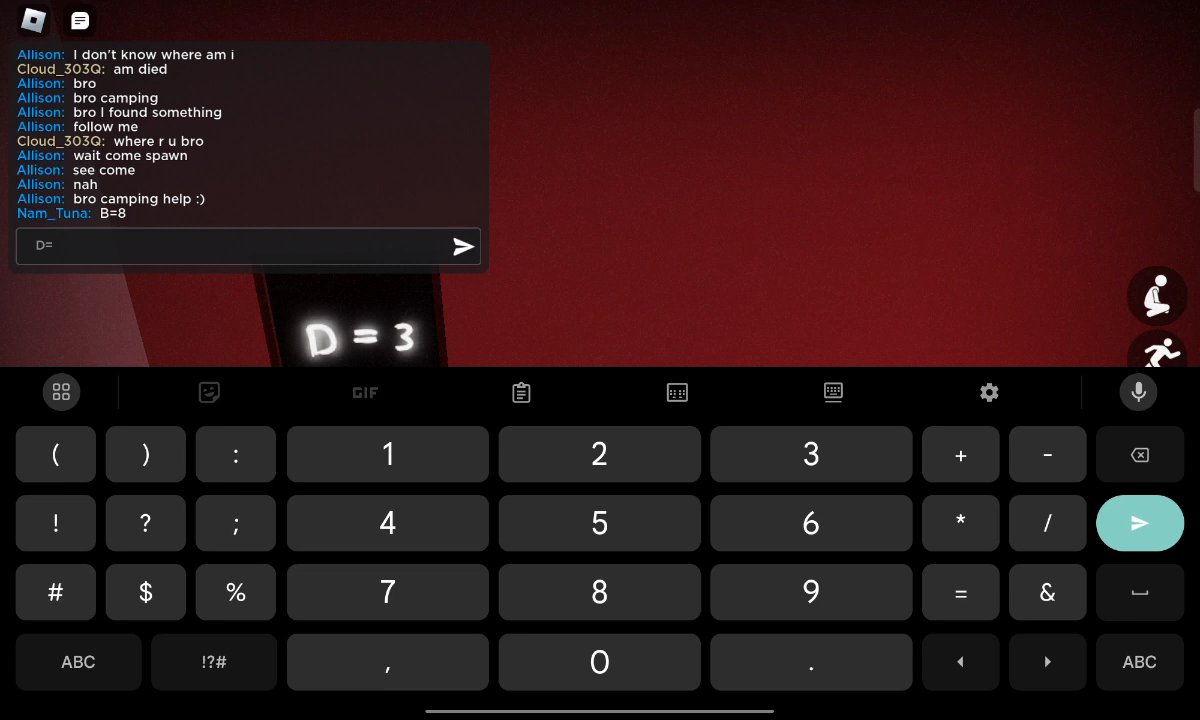 Allison: I don't know where am i
Cloud_303Q: am died
Allison: bro
Allison: bro camping
Allison: bro I found something
Allison: follow me
Cloud_303Q: where r u bro
Allison: wait come spawn
Allison: see come
Allison: nah
Allison: bro camping help :)
Nam_Tuna: B=8
D=
D = 3
GIF
( ) : 1 2 3 + -
! ? ; 4 5 6 * /
# $ % 7 8 9 = &
ABC !?# , 0 . ABC